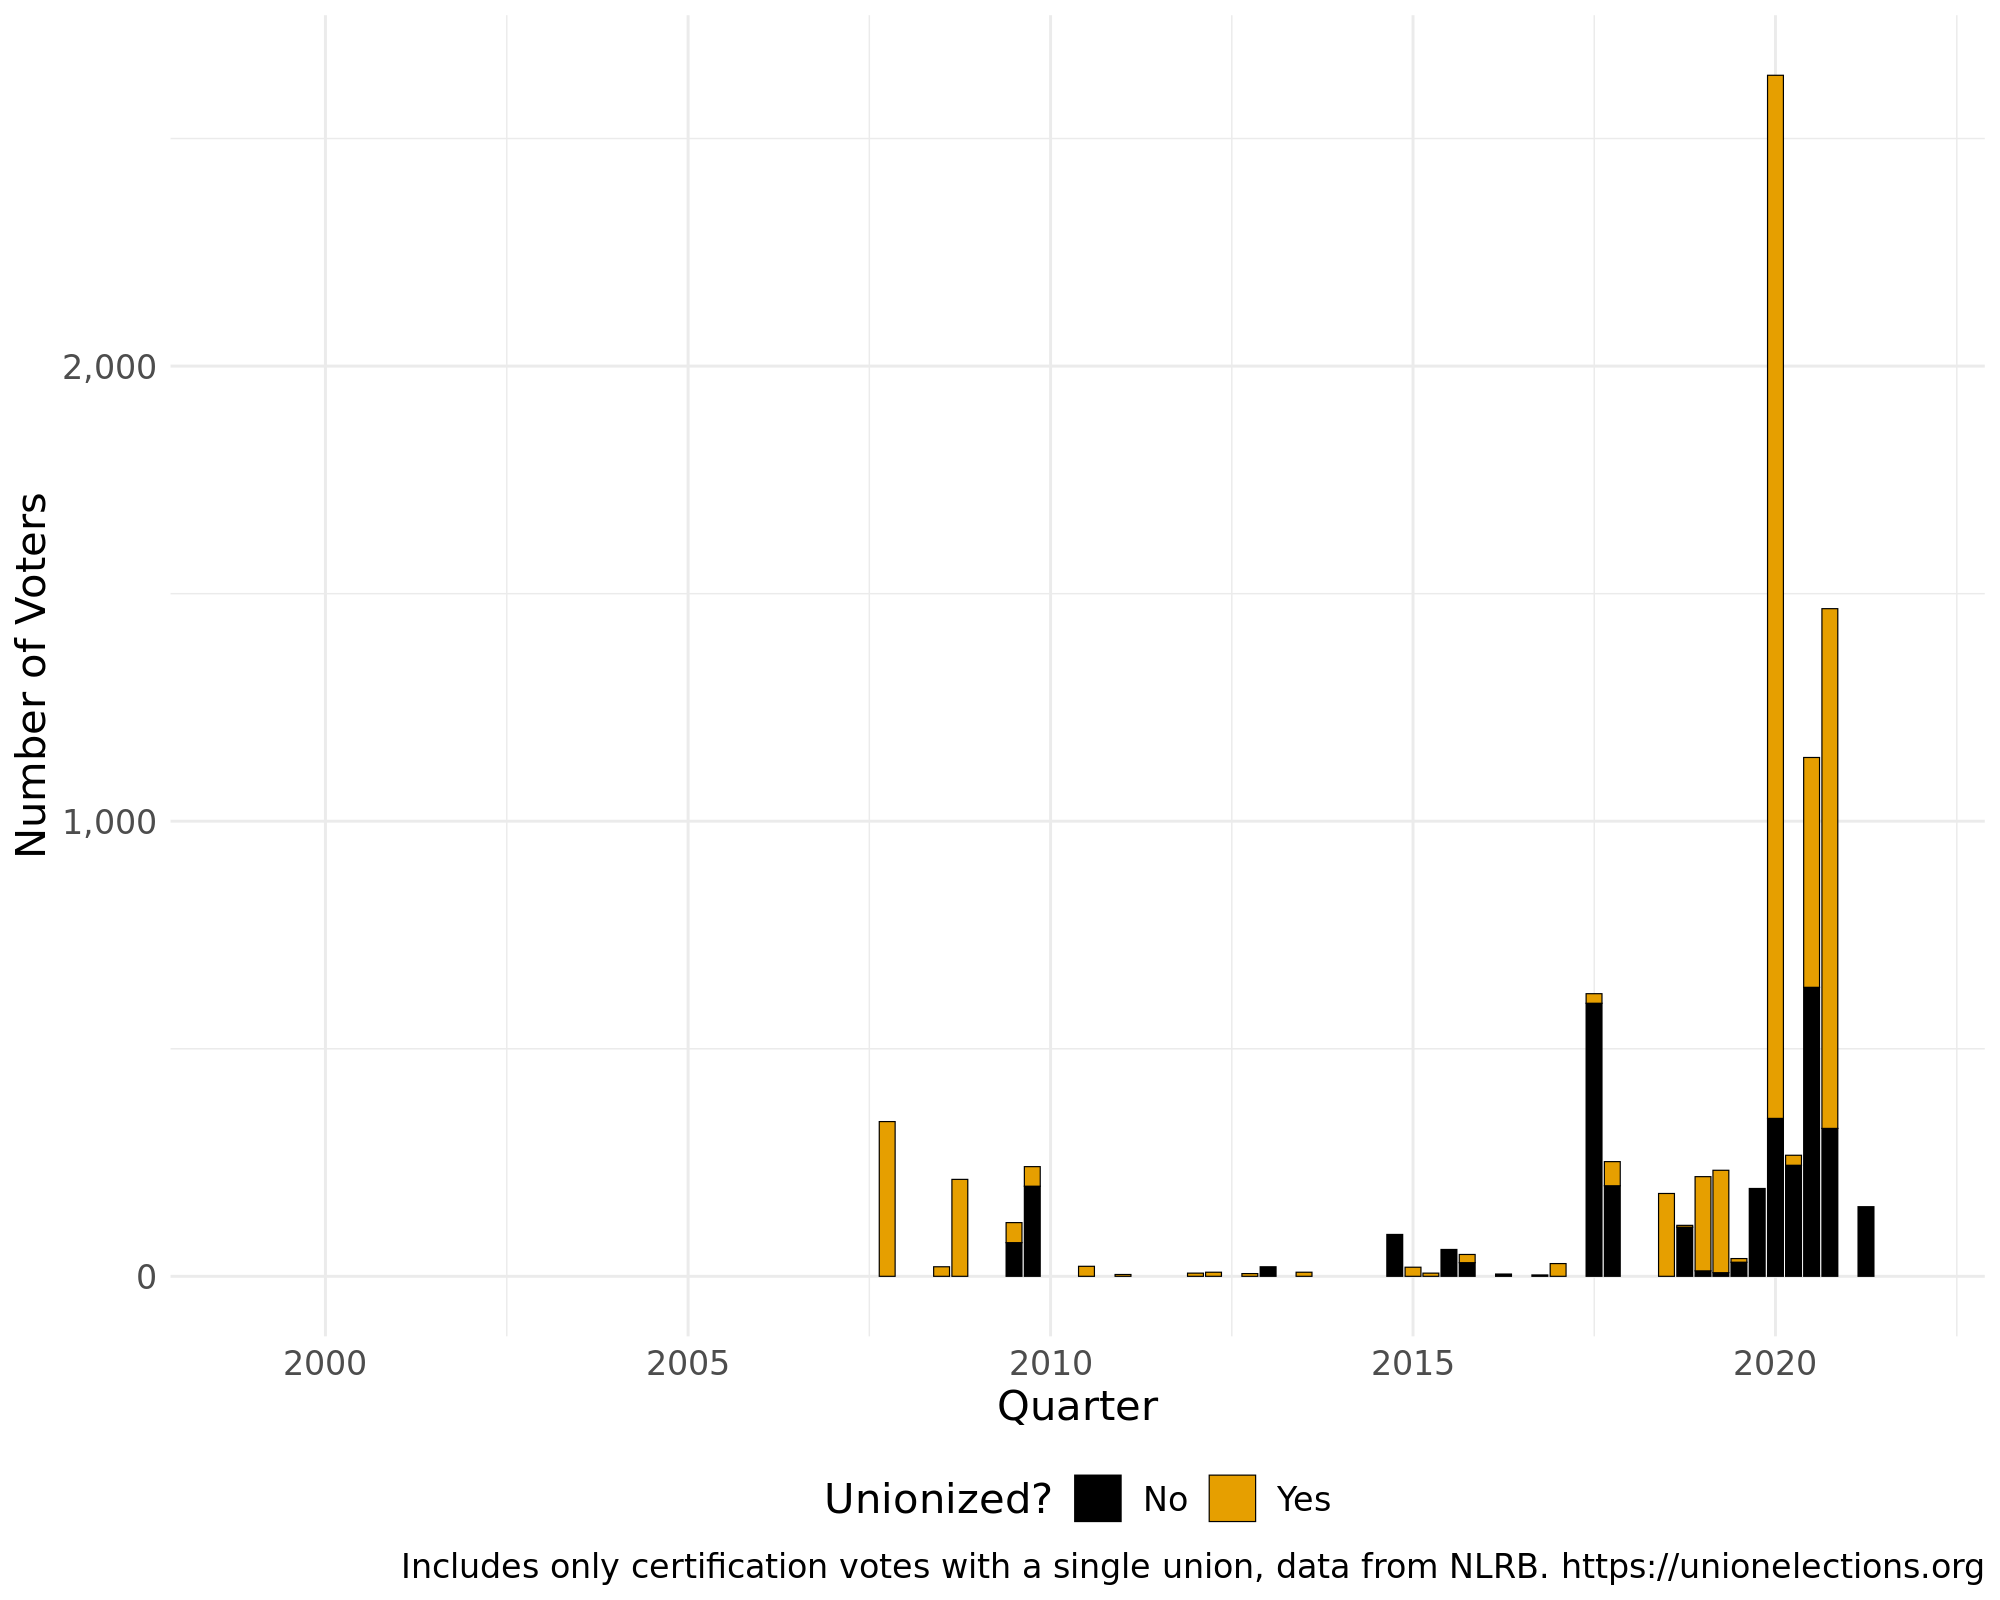 Number of Voters
2,000
1,000
0
2000 2005 2010 2015 2020
Quarter
Unionized? No Yes
Includes only certification votes with a single union, data from NLRB. https://unionelections.org